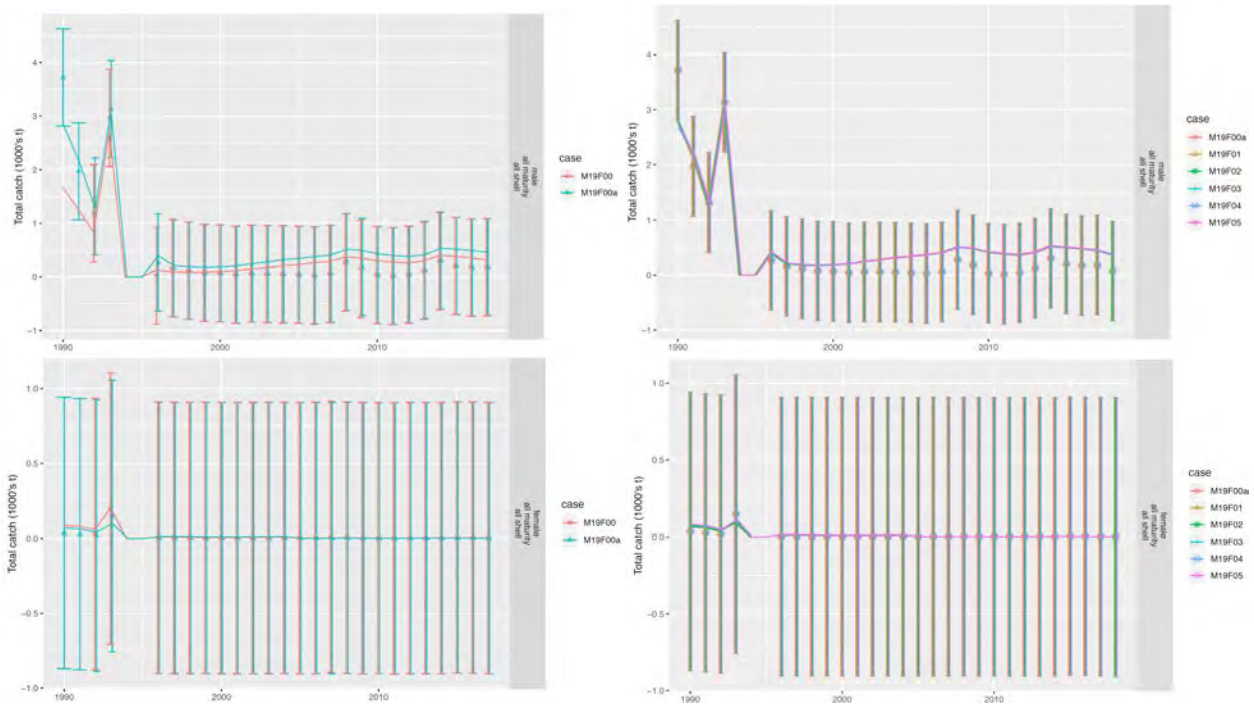 Total catch (1000's t)
4
3
2
1
0
−1
1990
2000
2010
male
all maturity
all shell
case
M19F00
M19F00a
Total catch (1000's t)
4
3
2
1
0
−1
1990
2000
2010
male
all maturity
all shell
case
M19F00a
M19F01
M19F02
M19F03
M19F04
M19F05
Total catch (1000's t)
1.0
0.5
0.0
−0.5
−1.0
1990
2000
2010
female
all maturity
all shell
case
M19F00
M19F00a
Total catch (1000's t)
1.0
0.5
0.0
−0.5
−1.0
1990
2000
2010
female
all maturity
all shell
case
M19F00a
M19F01
M19F02
M19F03
M19F04
M19F05